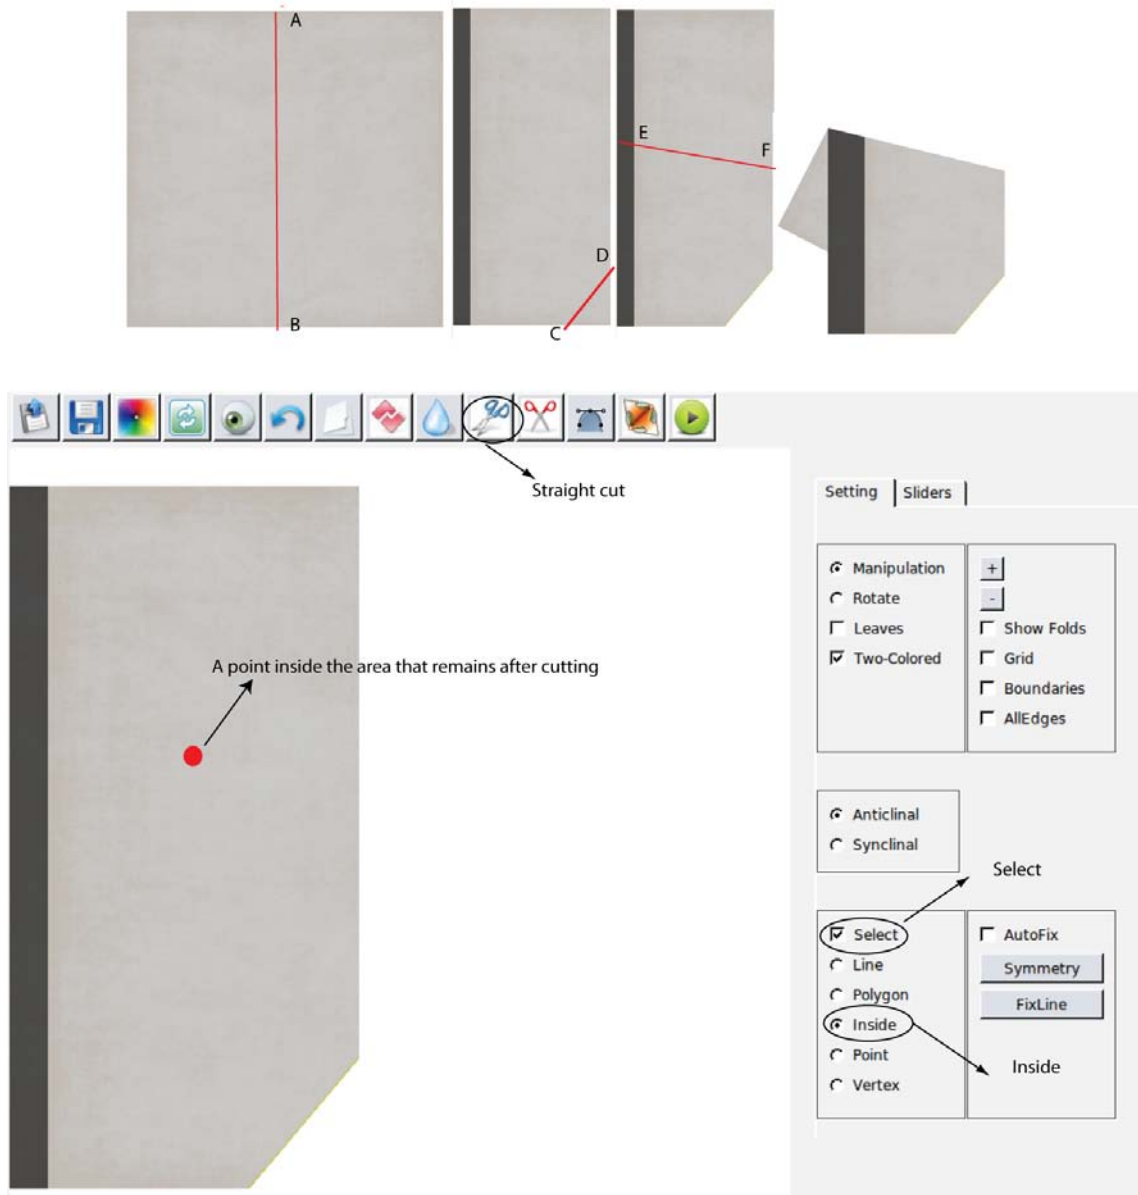 A
B
D
C
E
F
Straight cut
Setting
Sliders
Manipulation
Rotate
Leaves
Two-Colored
+
-
Show Folds
Grid
Boundaries
AllEdges
A point inside the area that remains after cutting
Anticlinal
Synclinal
Select
Select
Line
Polygon
Inside
Point
Vertex
AutoFix
Symmetry
FixLine
Inside